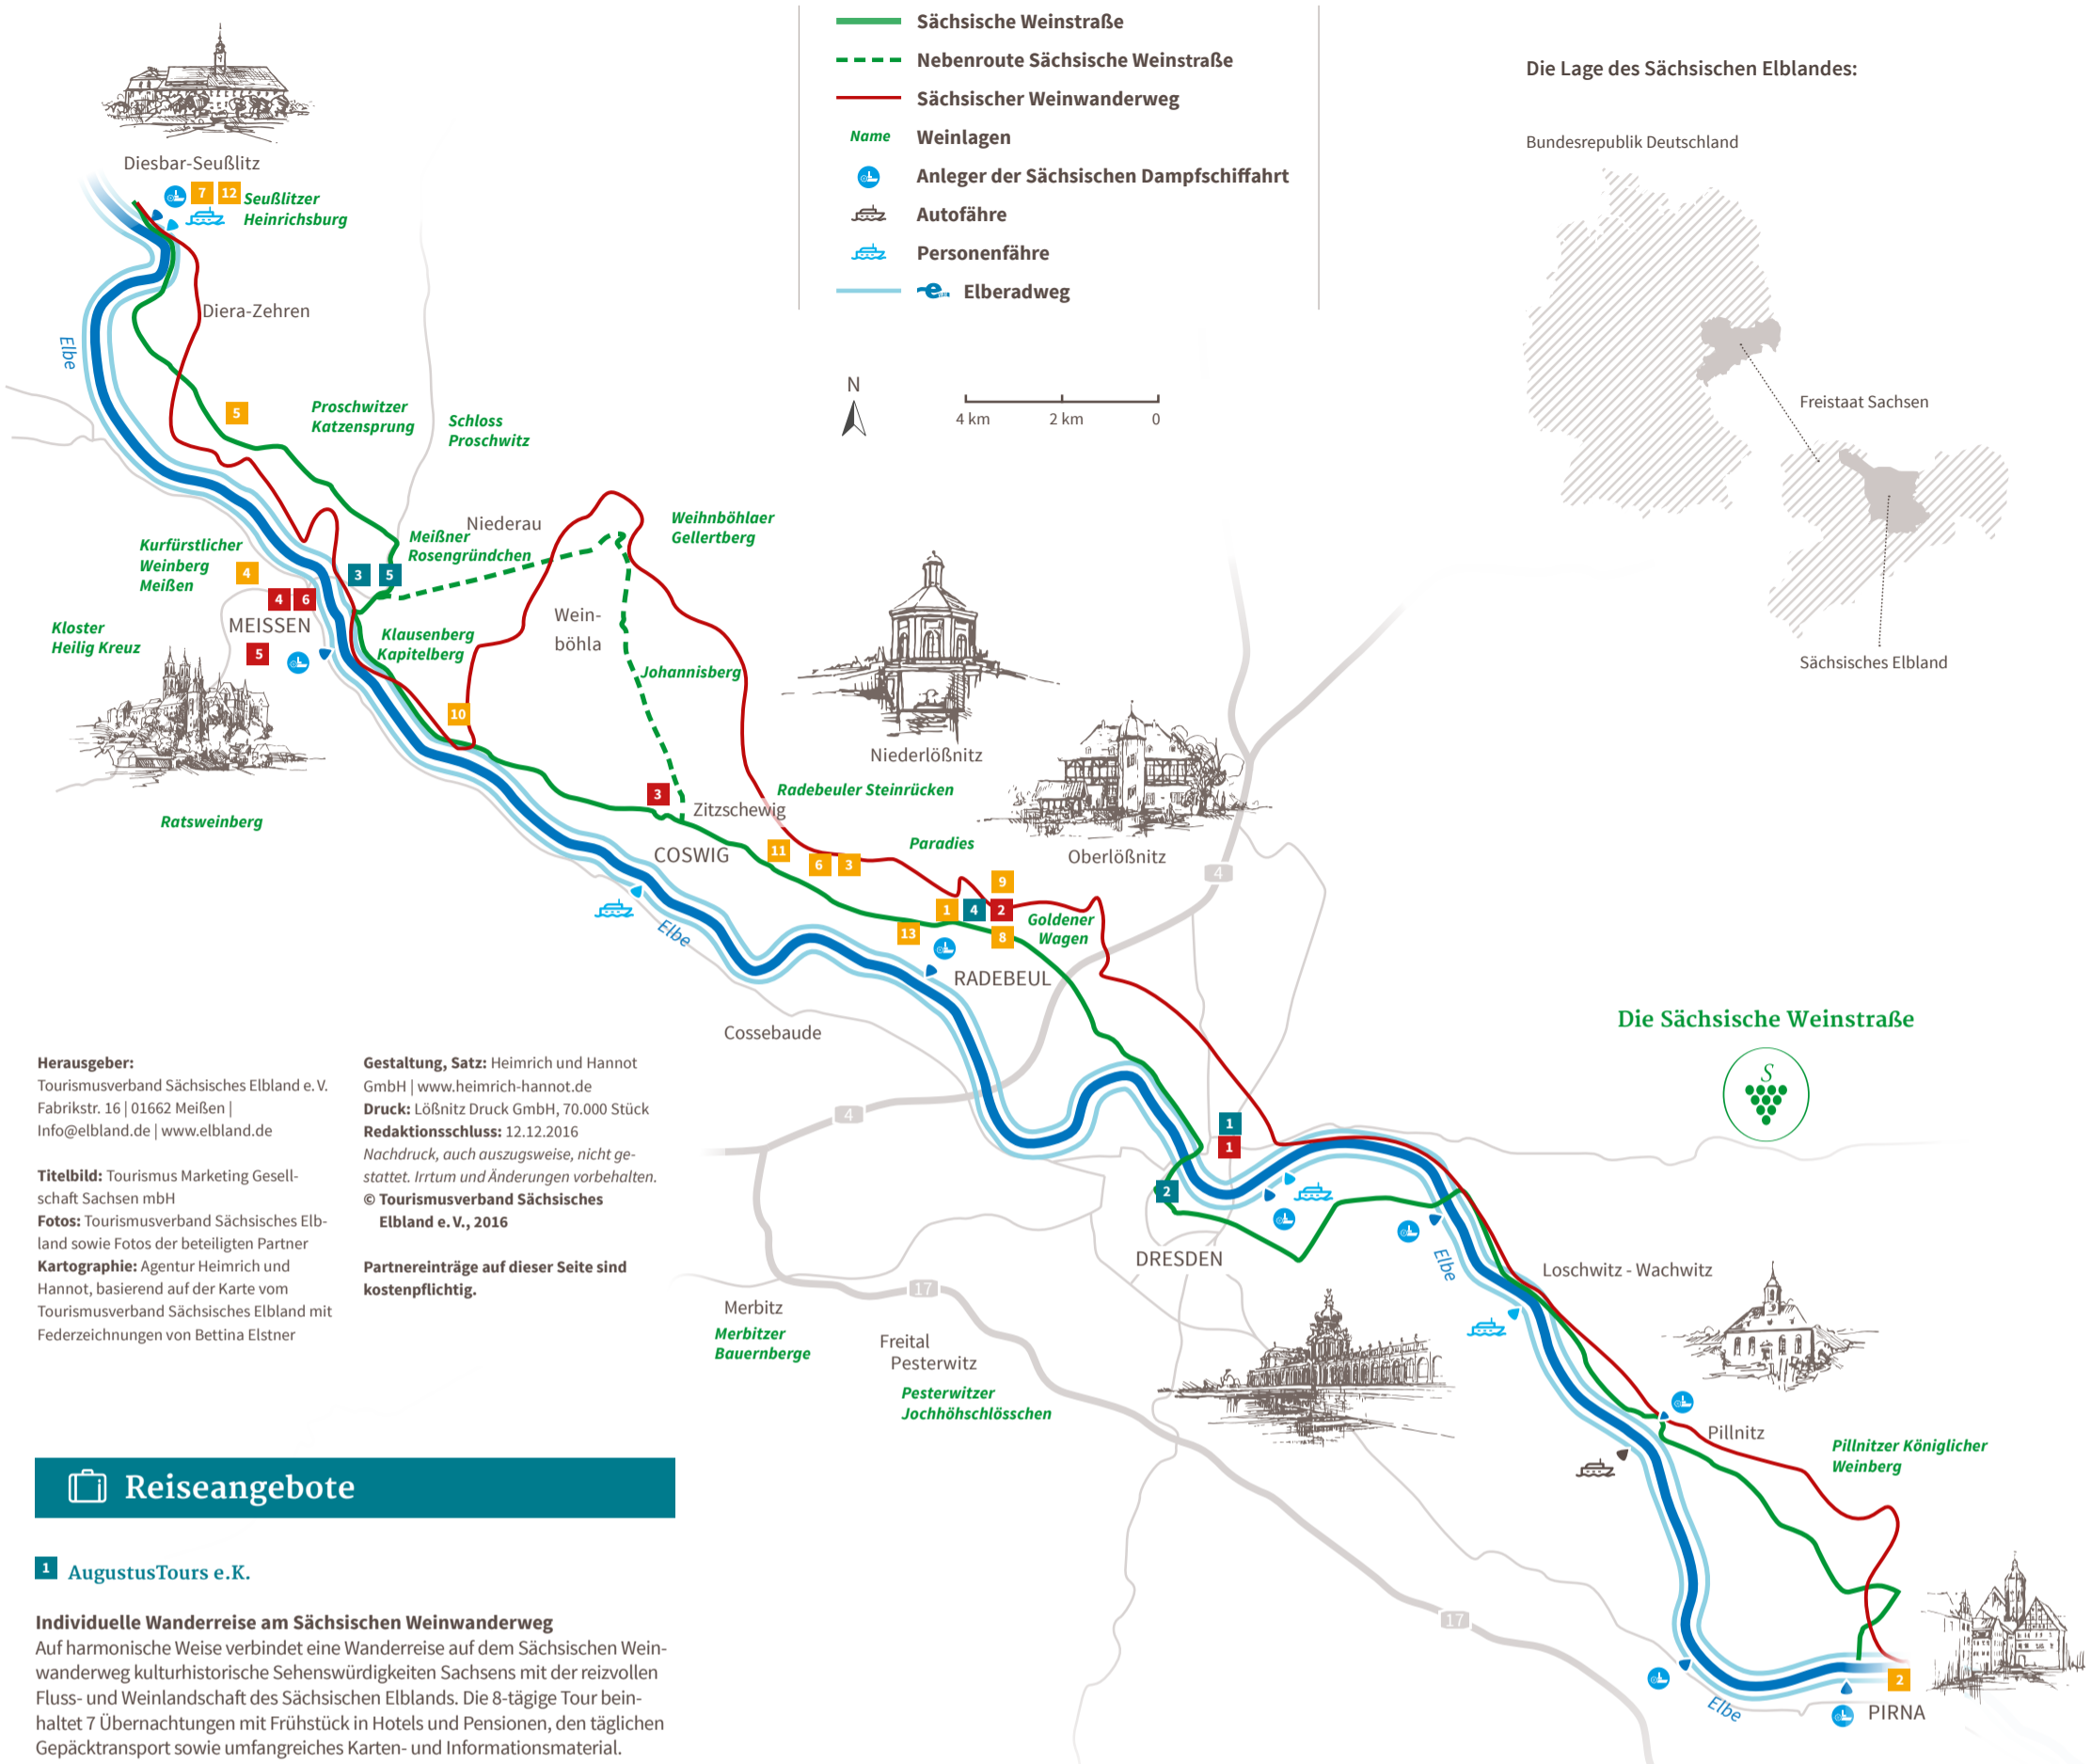 Sächsische Weinstraße
Nebenroute Sächsische Weinstraße
Sächsischer Weinwanderweg
Name Weinlagen
Anleger der Sächsischen Dampfschiffahrt
Autofähre
Personenfähre
Elberadweg
Die Lage des Sächsischen Elblandes:
Bundesrepublik Deutschland
Freistaat Sachsen
Sächsisches Elbland
N
4 km 2 km 0
Diesbar-Seußlitz
7 12
Seußlitzer
Heinrichsburg
Diera-Zehren
Elbe
5
Proschwitzer
Katzensprung
Schloss
Proschwitz
Niederau
Meißner
Rosengründchen
Weihnböhlaer
Gellertberg
Kurfürstlicher
Weinberg
Meißen
4
3 5
4 6
MEISSEN
5
Kloster
Heilig Kreuz
Klausenberg
Kapitelberg
Wein-
böhla
Johannisberg
10
Niederlößnitz
Ratsweinberg
3
Zitzschewig
Radebeuler Steinrücken
COSWIG
11
6 3
Paradies
Oberlößnitz
4
9
1 4 2
Goldener
Wagen
13
8
Elbe
RADEBEUL
Cossebaude
4
Die Sächsische Weinstraße
S
1
1
2
DRESDEN
Elbe
Loschwitz - Wachwitz
17
Merbitz
Merbitzer
Bauernberge
Freital
Pesterwitz
Pesterwitzer
Jochhöhschlösschen
Pillnitz
Pillnitzer Königlicher
Weinberg
17
2
Elbe
PIRNA
Herausgeber:
Tourismusverband Sächsisches Elbland e. V.
Fabrikstr. 16 | 01662 Meißen |
Info@elbland.de | www.elbland.de
Titelbild: Tourismus Marketing Gesell-
schaft Sachsen mbH
Fotos: Tourismusverband Sächsisches Elb-
land sowie Fotos der beteiligten Partner
Kartographie: Agentur Heimrich und
Hannot, basierend auf der Karte vom
Tourismusverband Sächsisches Elbland mit
Federzeichnungen von Bettina Elstner
Gestaltung, Satz: Heimrich und Hannot
GmbH | www.heimrich-hannot.de
Druck: Lößnitz Druck GmbH, 70.000 Stück
Redaktionsschluss: 12.12.2016
Nachdruck, auch auszugsweise, nicht ge-
stattet. Irrtum und Änderungen vorbehalten.
© Tourismusverband Sächsisches
Elbland e. V., 2016
Partnereinträge auf dieser Seite sind
kostenpflichtig.
Reiseangebote
1 AugustusTours e.K.
Individuelle Wanderreise am Sächsischen Weinwanderweg
Auf harmonische Weise verbindet eine Wanderreise auf dem Sächsischen Wein-
wanderweg kulturhistorische Sehenswürdigkeiten Sachsens mit der reizvollen
Fluss- und Weinlandschaft des Sächsischen Elblands. Die 8-tägige Tour bein-
haltet 7 Übernachtungen mit Frühstück in Hotels und Pensionen, den täglichen
Gepäcktransport sowie umfangreiches Karten- und Informationsmaterial.